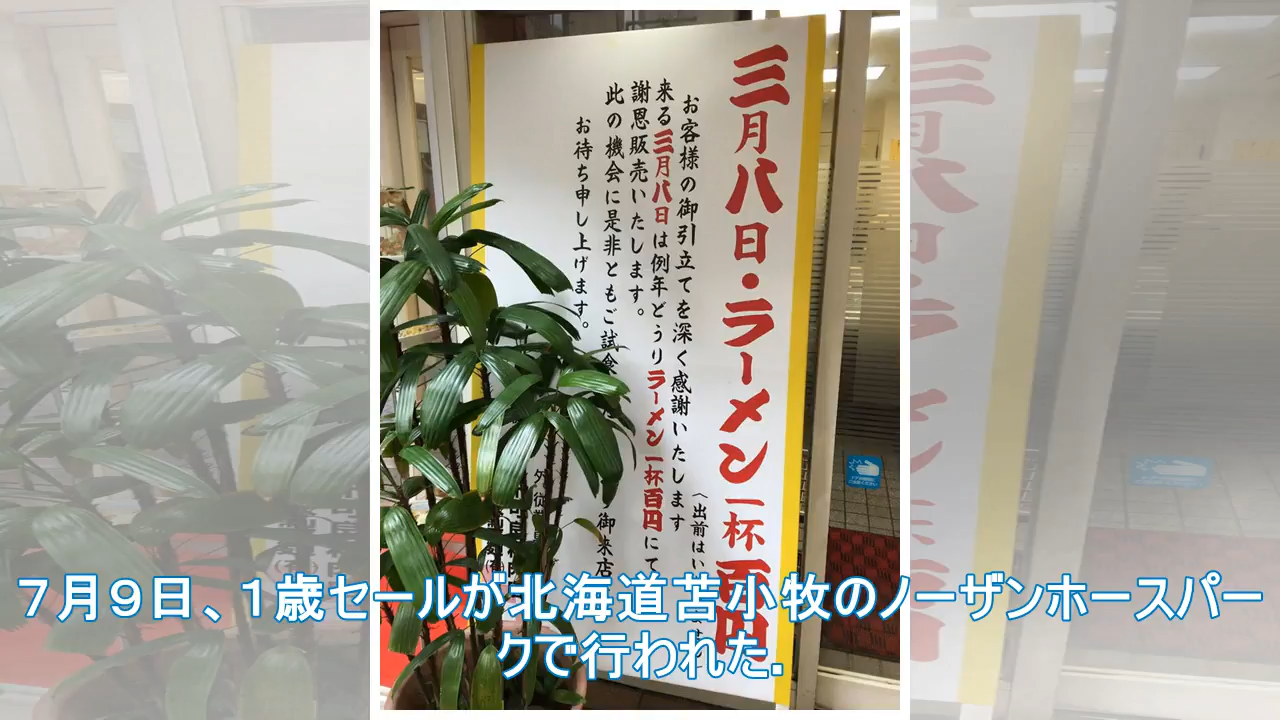 三月八日・ラーメン一杯百円
お客様の御引立てを深く感謝いたします
来る三月八日は例年どうりラーメン一杯百円にて
謝恩販売いたします。
此の機会に是非ともご試食
御来店
お待ち申し上げます。
７月９日、１歳セールが北海道苫小牧のノーザンホースパー
クで行われた.